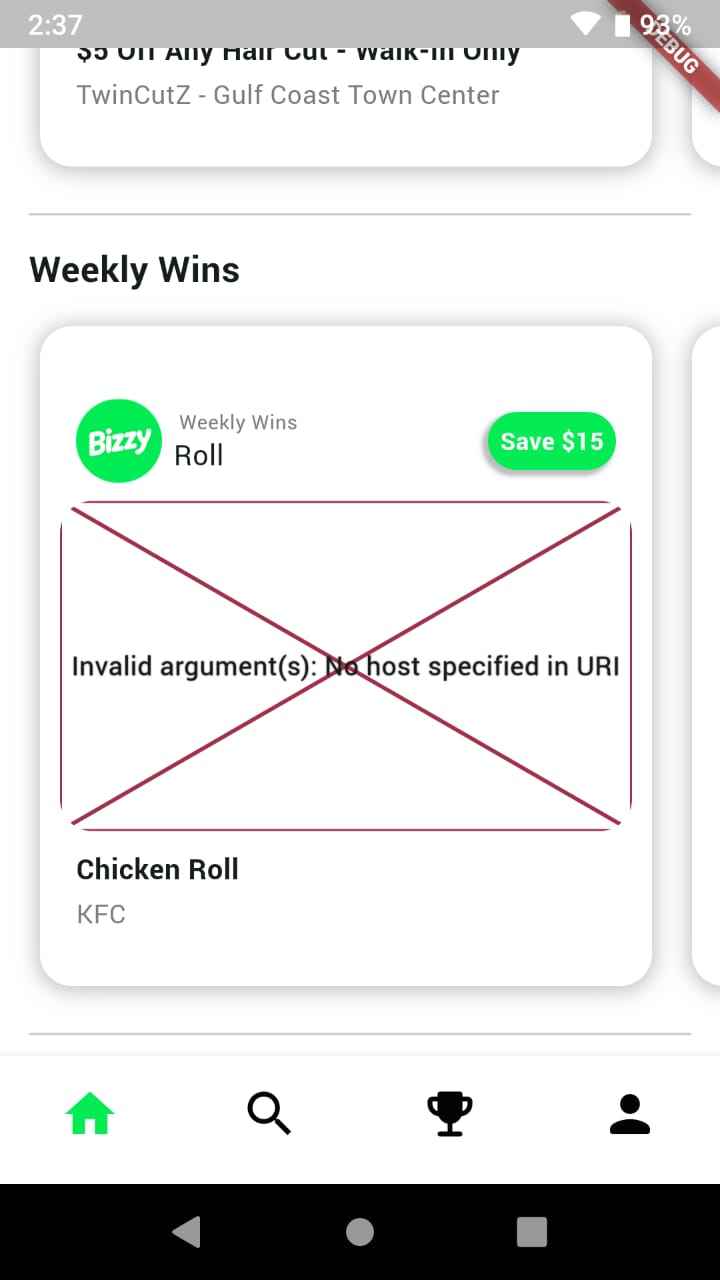 2:37
93%
DEBUG
$5 Off Any Hair Cut - Walk-in Only
TwinCutZ - Gulf Coast Town Center
Weekly Wins
Bizzy
Weekly Wins
Roll
Save $15
Invalid argument(s): No host specified in URI
Chicken Roll
KFC